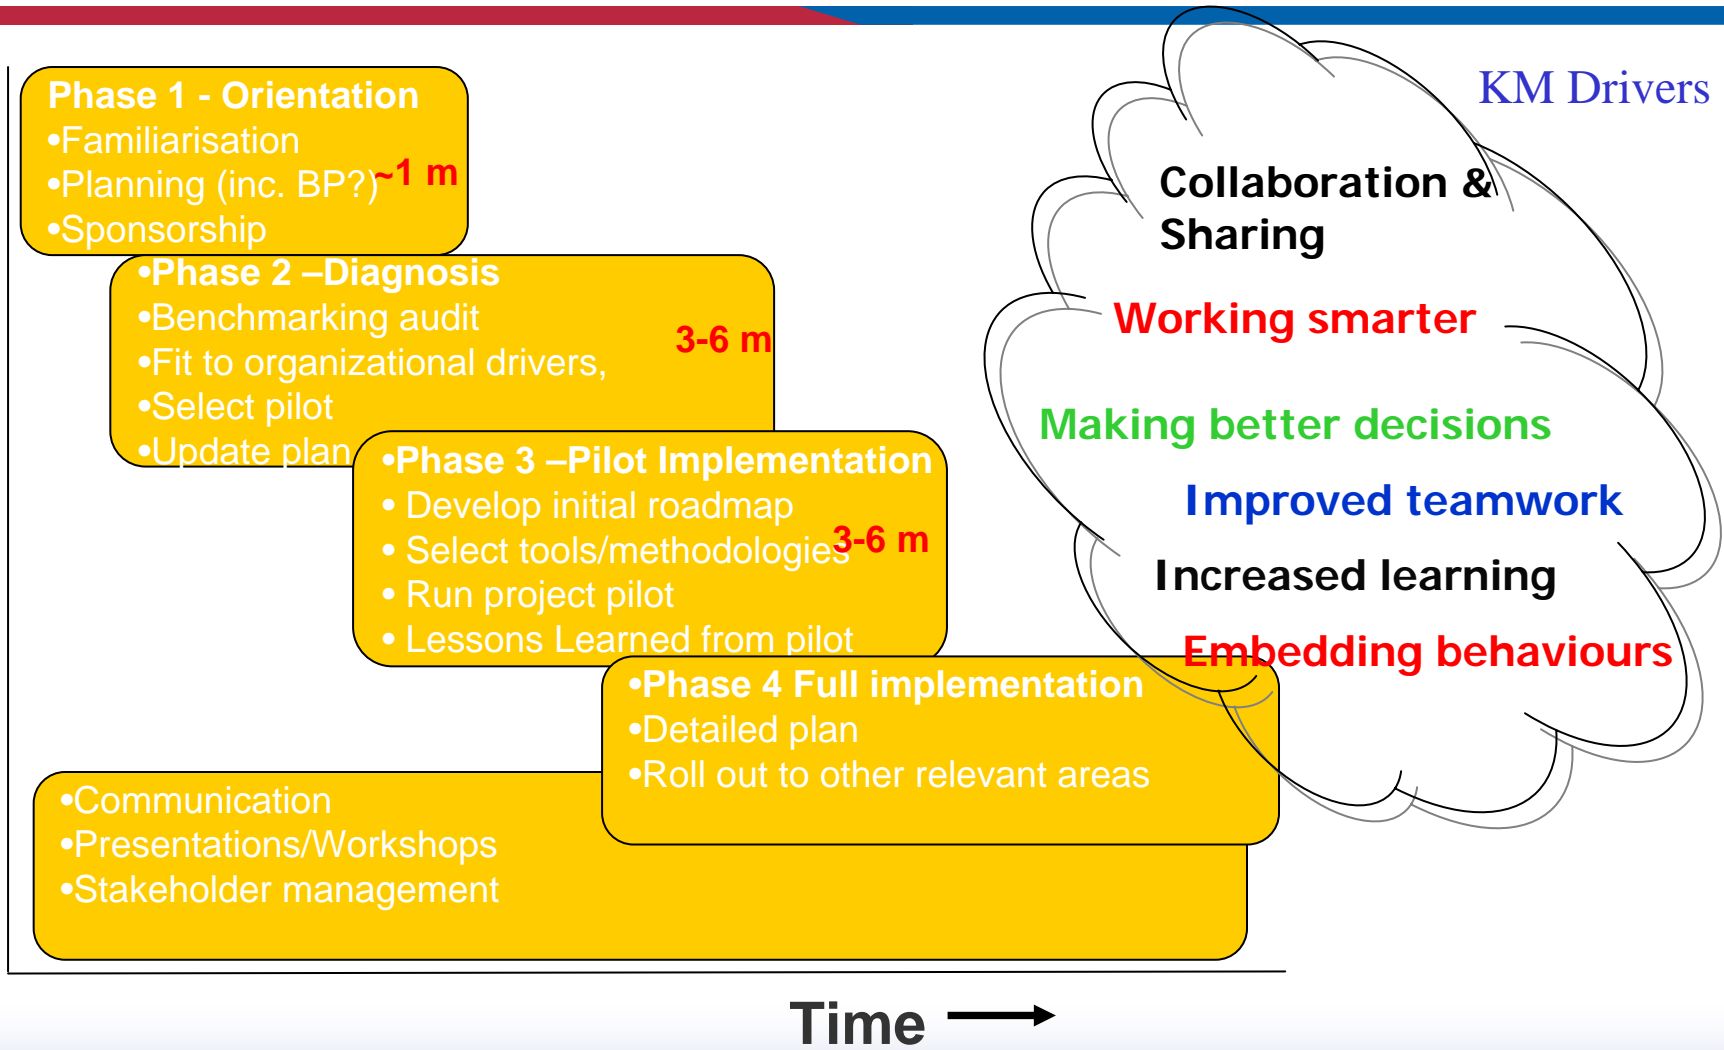 Phase 1 - Orientation
•Familiarisation
•Planning (inc. BP?)
~1 m
•Sponsorship
•Phase 2 –Diagnosis
•Benchmarking audit
•Fit to organizational drivers,
3-6 m
•Select pilot
•Update plan
•Phase 3 –Pilot Implementation
• Develop initial roadmap
• Select tools/methodologies
3-6 m
• Run project pilot
• Lessons Learned from pilot
•Phase 4 Full implementation
•Detailed plan
•Roll out to other relevant areas
•Communication
•Presentations/Workshops
•Stakeholder management
KM Drivers
Collaboration &
Sharing
Working smarter
Making better decisions
Improved teamwork
Increased learning
Embedding behaviours
Time